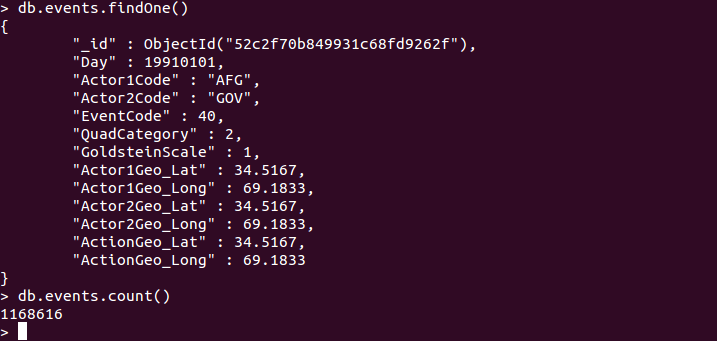 > db.events.findOne()
{
        "_id" : ObjectId("52c2f70b849931c68fd9262f"),
        "Day" : 19910101,
        "Actor1Code" : "AFG",
        "Actor2Code" : "GOV",
        "EventCode" : 40,
        "QuadCategory" : 2,
        "GoldsteinScale" : 1,
        "Actor1Geo_Lat" : 34.5167,
        "Actor1Geo_Long" : 69.1833,
        "Actor2Geo_Lat" : 34.5167,
        "Actor2Geo_Long" : 69.1833,
        "ActionGeo_Lat" : 34.5167,
        "ActionGeo_Long" : 69.1833
}
> db.events.count()
1168616
>